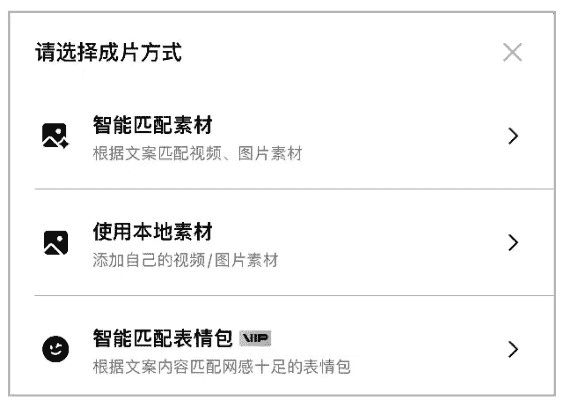 请选择成片方式
智能匹配素材
根据文案匹配视频、图片素材
使用本地素材
添加自己的视频/图片素材
智能匹配表情包 VIP
根据文案内容匹配网感十足的表情包